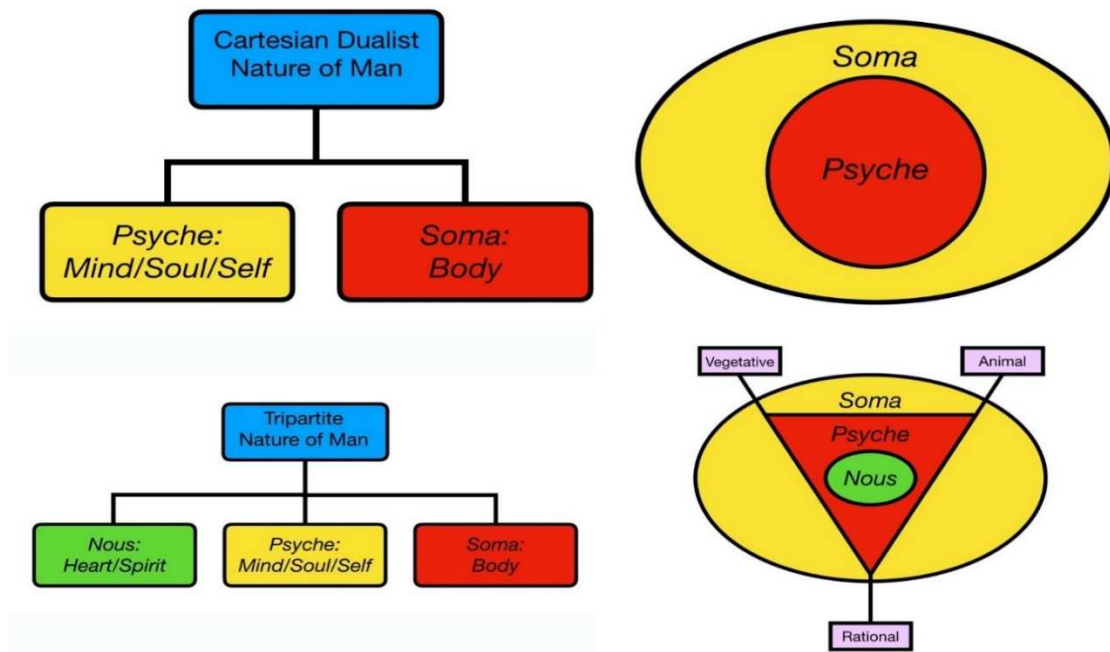 Cartesian Dualist
Nature of Man
Psyche:
Mind/Soul/Self
Soma:
Body
Soma
Psyche
Tripartite
Nature of Man
Nous:
Heart/Spirit
Psyche:
Mind/Soul/Self
Soma:
Body
Vegetative
Animal
Soma
Psyche
Nous
Rational